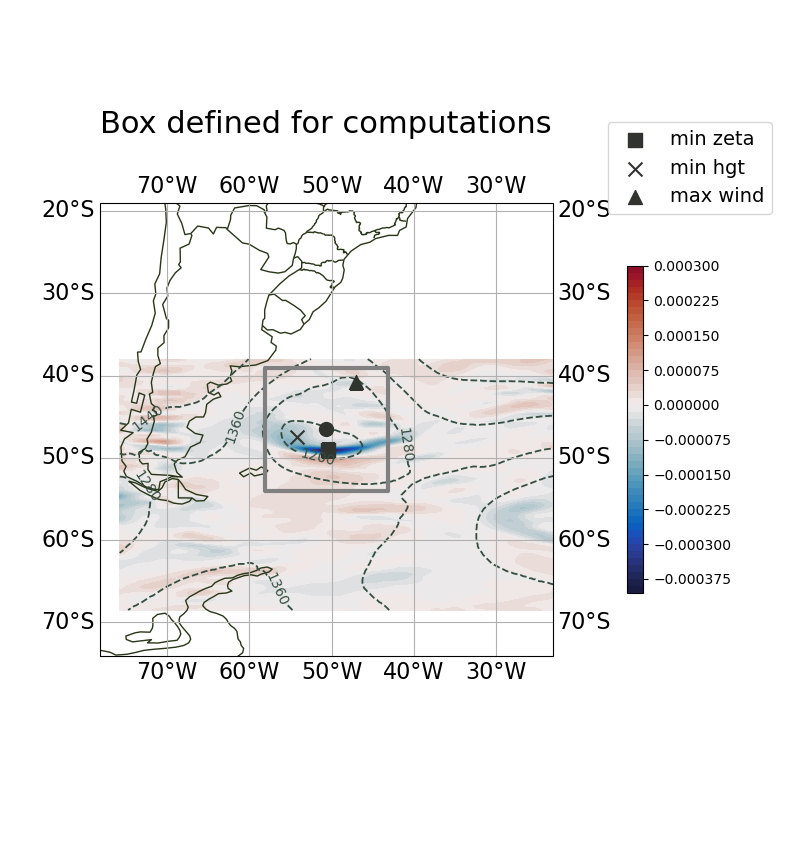 Box defined for computations
min zeta
min hgt
max wind
70°W 60°W 50°W 40°W 30°W
20°S 20°S
30°S 30°S
40°S 40°S
50°S 50°S
60°S 60°S
70°S 70°S
70°W 60°W 50°W 40°W 30°W
1440
1360
1280
1200
1280
1360
0.000300
0.000225
0.000150
0.000075
0.000000
−0.000075
−0.000150
−0.000225
−0.000300
−0.000375